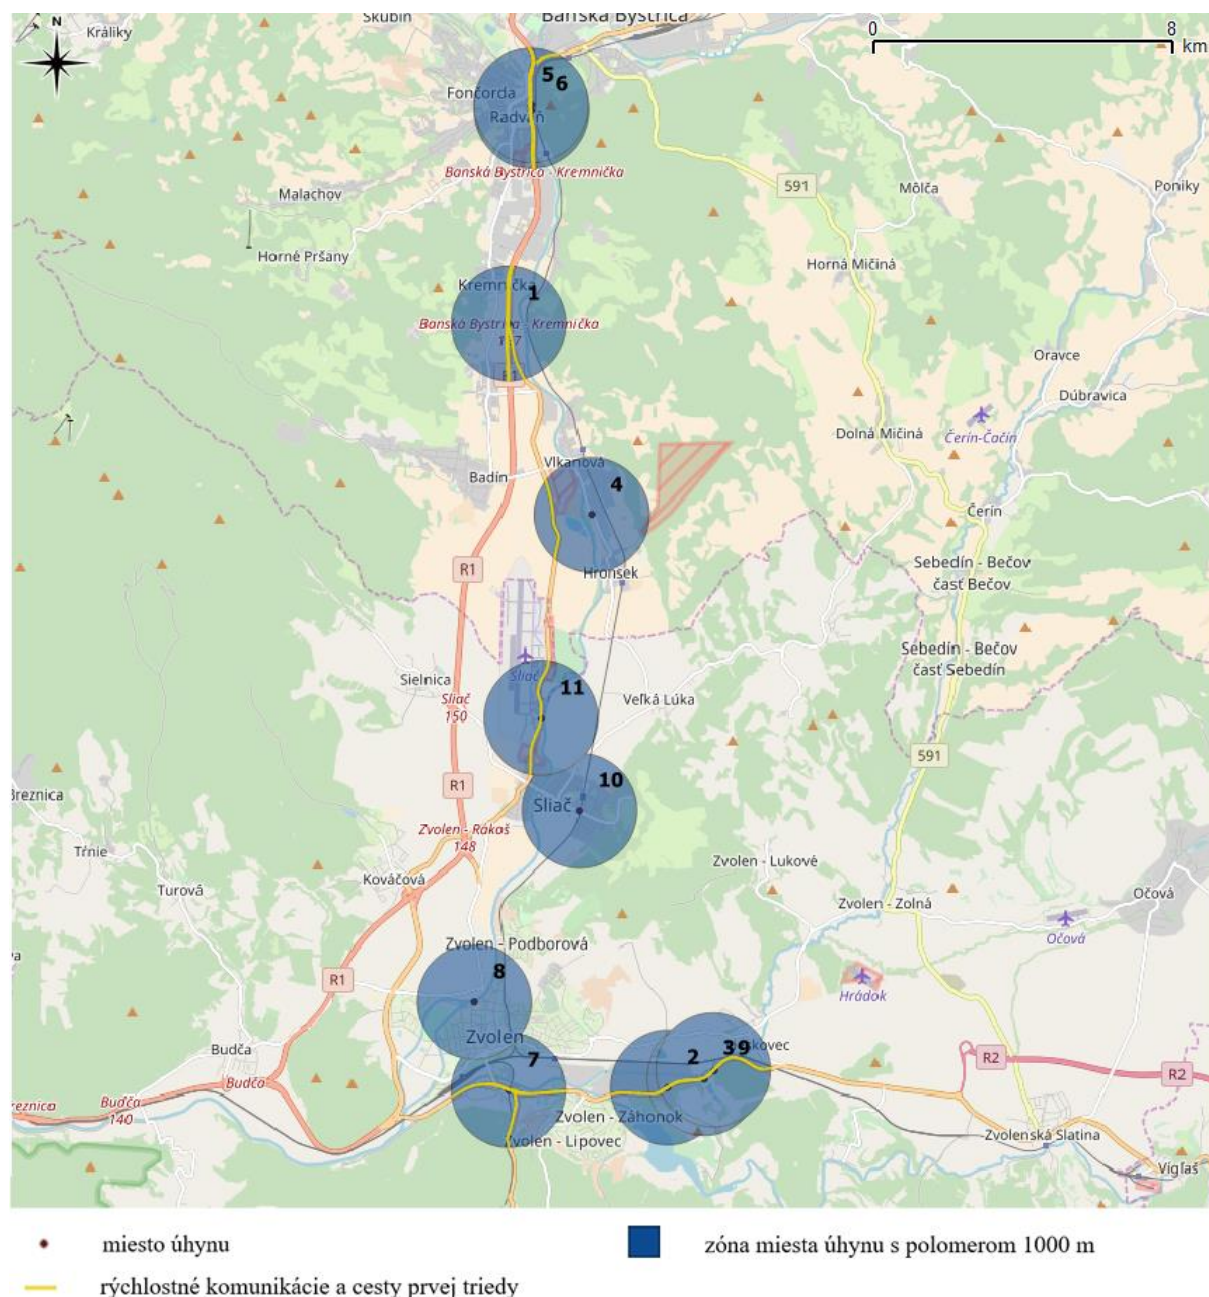 Skubín
Banská Bystrica
N
Králiky
0
8
km
5
6
Fončorda
Radvaň
Banská Bystrica - Kremnička
591
Môlča
Poniky
Malachov
Horné Pršany
Horná Mičiná
Kremnička
1
Banská Bystrica - Kremnička
R1
Oravce
Dúbravica
Čerín-Čačín
Dolná Mičiná
Vlkanová
Badín
4
Čerín
R1
Hronsek
Sebedín - Bečov
časť Bečov
Sebedín - Bečov
časť Sebedín
Sliač
Sielnica
11
Veľká Lúka
Sliač
150
591
R1
10
Breznica
Sliač
Zvolen - Rákoš
148
Tŕnie
Zvolen - Lukové
Kováčová
Turová
Očová
Zvolen - Zolná
Očová
Zvolen - Podborová
8
R1
Hrádok
Zvolen
Budča
7
2
3
9
kovec
R2
R2
Budča
Budča
140
reznica
Zvolen - Záhonok
Zvolen - Lipovec
Zvolenská Slatina
Vígľaš
miesto úhynu
zóna miesta úhynu s polomerom 1000 m
rýchlostné komunikácie a cesty prvej triedy